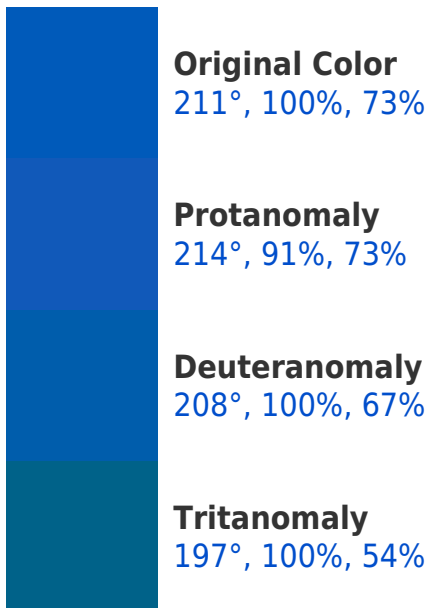 Original Color
211°, 100%, 73%
Protanomaly
214°, 91%, 73%
Deuteranomaly
208°, 100%, 67%
Tritanomaly
197°, 100%, 54%